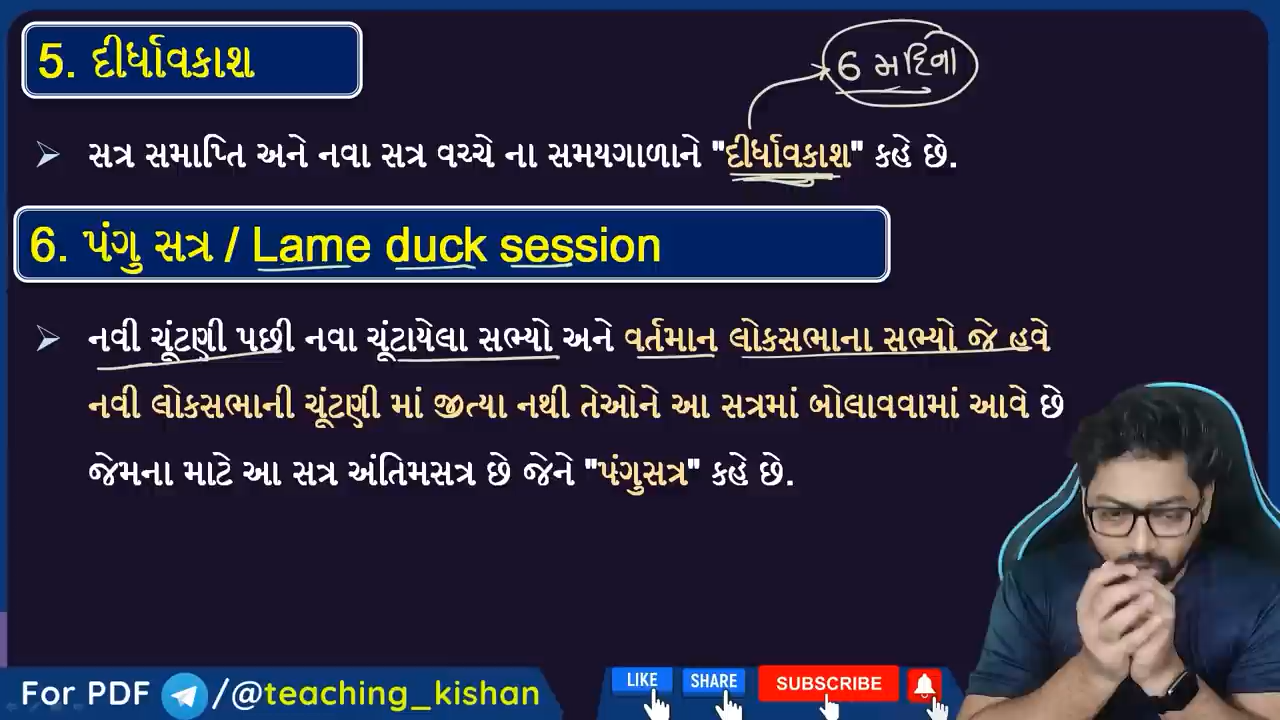 5. દીર્ધાવકાશ
6 મહિના
સત્ર સમાપ્તિ અને નવા સત્ર વચ્ચે ના સમયગાળાને "દીર્ધાવકાશ" કહે છે.
6. પંગુ સત્ર / Lame duck session
નવી ચૂંટણી પછી નવા ચૂંટાયેલા સભ્યો અને વર્તમાન લોકસભાના સભ્યો જે હવે
નવી લોકસભાની ચૂંટણી માં જીત્યા નથી તેઓને આ સત્રમાં બોલાવવામાં આવે છે
જેમના માટે આ સત્ર અંતિમસત્ર છે જેને "પંગુસત્ર" કહે છે.
For PDF /@teaching_kishan
LIKE SHARE SUBSCRIBE